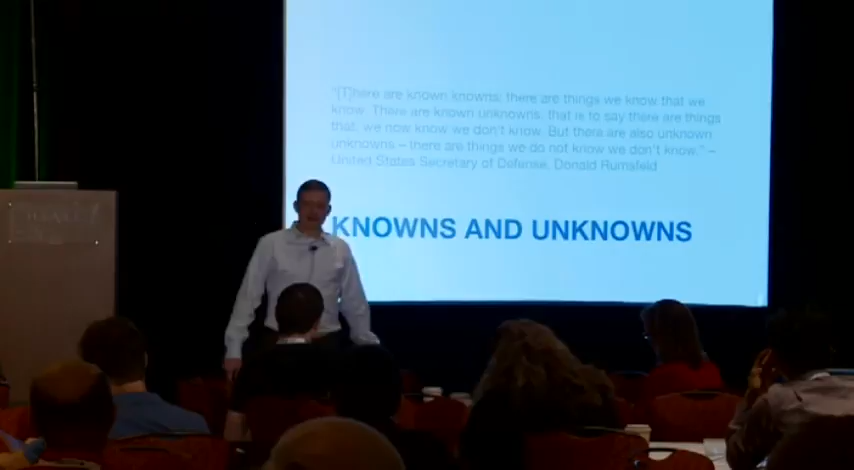 "[T]here are known knowns; there are things we know that we
know. There are known unknowns; that is to say there are things
that, we now know we don't know. But there are also unknown
unknowns – there are things we do not know we don't know." –
United States Secretary of Defense, Donald Rumsfeld
KNOWNS AND UNKNOWNS
HYATT